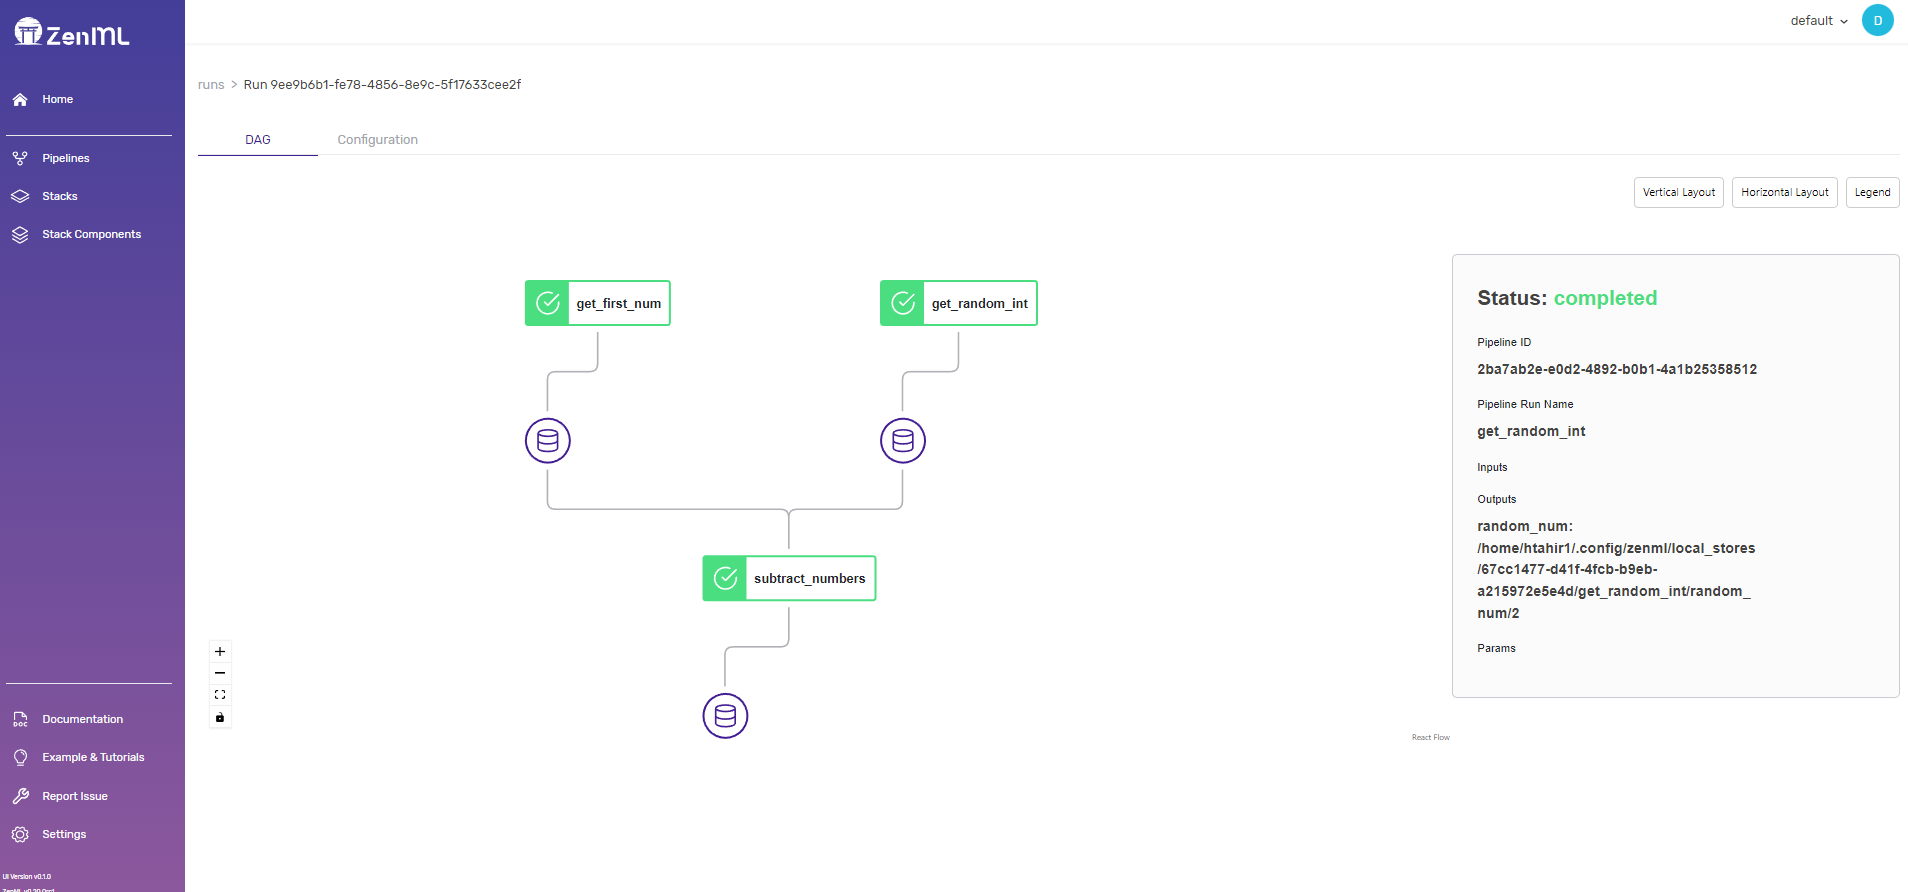 ZenML
default
D
Home
Pipelines
Stacks
Stack Components
runs > Run 9ee9b6b1-fe78-4856-8e9c-5f17633cee2f
DAG
Configuration
Vertical Layout
Horizontal Layout
Legend
get_first_num
get_random_int
subtract_numbers
Status: completed
Pipeline ID
2ba7ab2e-e0d2-4892-b0b1-4a1b25358512
Pipeline Run Name
get_random_int
Inputs
Outputs
random_num:
/home/htahir1/.config/zenml/local_stores
/67cc1477-d41f-4fcb-b9eb-
a215972e5e4d/get_random_int/random_
num/2
Params
React Flow
DOC
Documentation
Example & Tutorials
Report Issue
Settings
UI Version v0.1.0